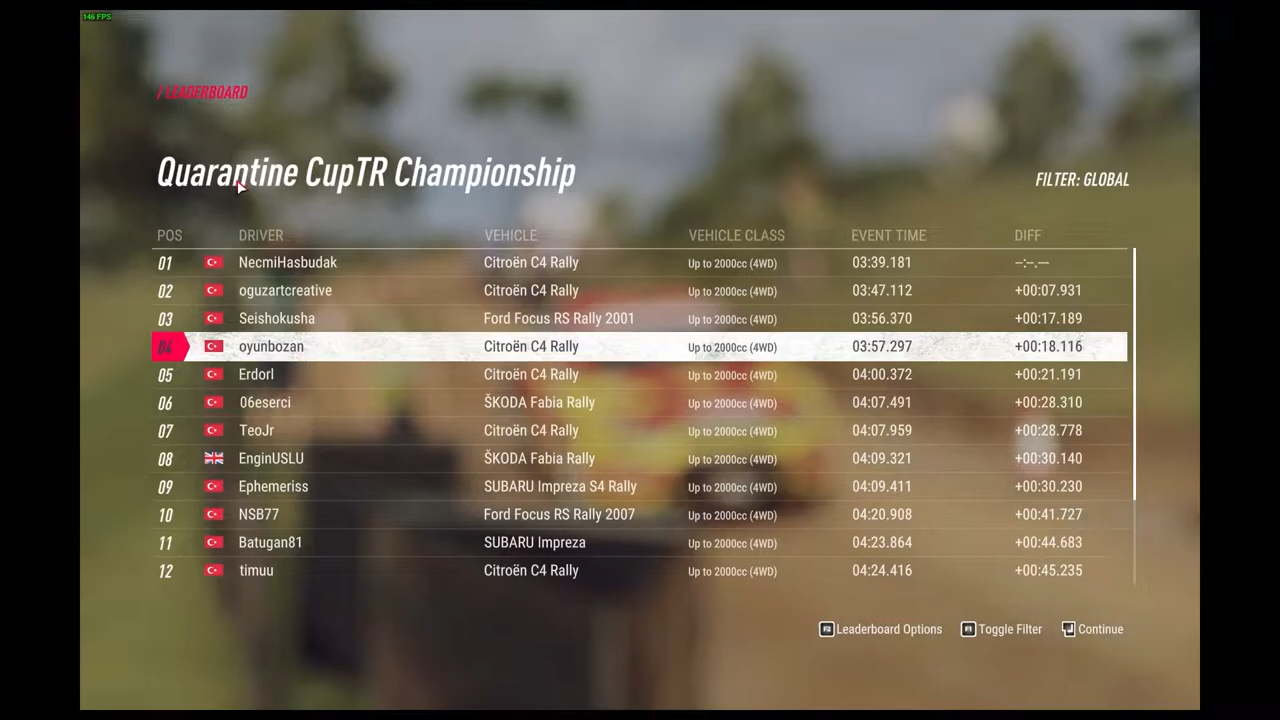 146 FPS
/ LEADERBOARD
Quarantine CupTR Championship
FILTER: GLOBAL
POS DRIVER VEHICLE VEHICLE CLASS EVENT TIME DIFF
01 NecmiHasbudak Citroën C4 Rally Up to 2000cc (4WD) 03:39.181 --:--.---
02 oguzartcreative Citroën C4 Rally Up to 2000cc (4WD) 03:47.112 +00:07.931
03 Seishokusha Ford Focus RS Rally 2001 Up to 2000cc (4WD) 03:56.370 +00:17.189
04 oyunbozan Citroën C4 Rally Up to 2000cc (4WD) 03:57.297 +00:18.116
05 Erdorl Citroën C4 Rally Up to 2000cc (4WD) 04:00.372 +00:21.191
06 06eserci ŠKODA Fabia Rally Up to 2000cc (4WD) 04:07.491 +00:28.310
07 TeoJr Citroën C4 Rally Up to 2000cc (4WD) 04:07.959 +00:28.778
08 EnginUSLU ŠKODA Fabia Rally Up to 2000cc (4WD) 04:09.321 +00:30.140
09 Ephemeriss SUBARU Impreza S4 Rally Up to 2000cc (4WD) 04:09.411 +00:30.230
10 NSB77 Ford Focus RS Rally 2007 Up to 2000cc (4WD) 04:20.908 +00:41.727
11 Batugan81 SUBARU Impreza Up to 2000cc (4WD) 04:23.864 +00:44.683
12 timuu Citroën C4 Rally Up to 2000cc (4WD) 04:24.416 +00:45.235
F2 Leaderboard Options F1 Toggle Filter Continue